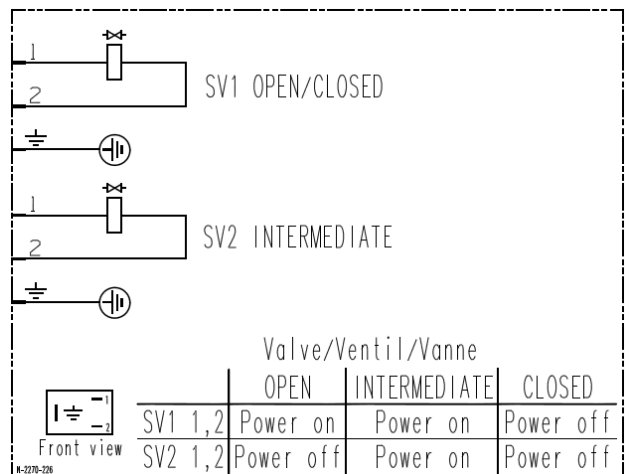 1
2
SV1 OPEN/CLOSED
1
2
SV2 INTERMEDIATE
Valve/Ventil/Vanne
OPEN INTERMEDIATE CLOSED
SV1 1,2 Power on Power on Power off
SV2 1,2 Power off Power on Power off
1
2
Front view
N-2270-226